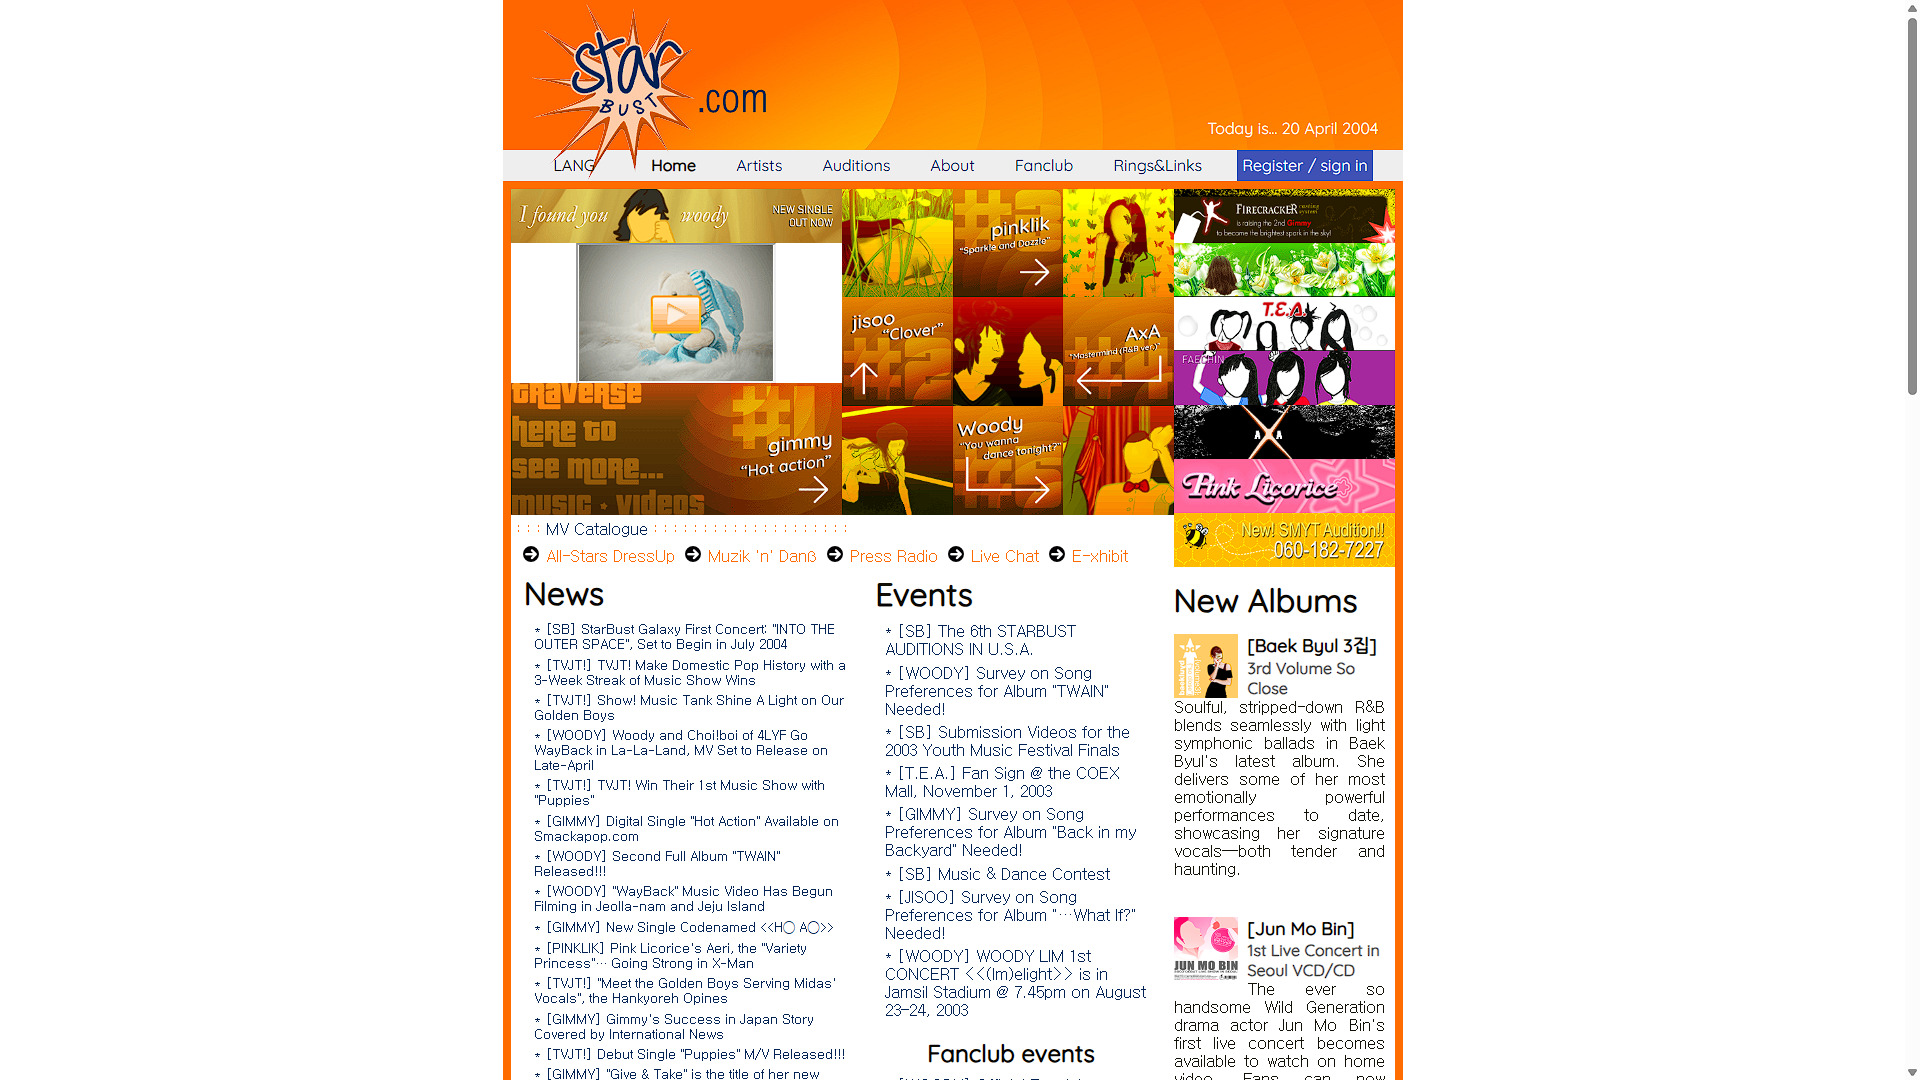 star
BUST
.com
Today is... 20 April 2004
LANG
Home
Artists
Auditions
About
Fanclub
Rings&Links
Register / sign in
I found you
woody
NEW SINGLE
OUT NOW
#3
pinklik
"Sparkle and Dazzle"
FIRECRACKER
is raising the 2nd Gimmy
to become the brightest spark in the sky!
jisoo
"Clover"
#2
AxA
"Mastermind (R&B ver.)"
#4
T.E.A.
FAECHIN
TRAVERSE
HERE TO
SEE MORE...
MUSIC • VIDEOS
#1
gimmy
"Hot action"
Woody
"You wanna
dance tonight?"
#5
A X A
Pink Licorice
New! SMYT Audition!!
060-182-7227
: : : MV Catalogue : : : : : : : : : : : : : : : : : : : :
All-Stars DressUp
Muzik 'n' Danß
Press Radio
Live Chat
E-xhibit
News
* [SB] StarBust Galaxy First Concert: "INTO THE
OUTER SPACE", Set to Begin in July 2004
* [TVJT!] TVJT! Make Domestic Pop History with a
3-Week Streak of Music Show Wins
* [TVJT!] Show! Music Tank Shine A Light on Our
Golden Boys
* [WOODY] Woody and Choi!boi of 4LYF Go
WayBack in La-La-Land, MV Set to Release on
Late-April
* [TVJT!] TVJT! Win Their 1st Music Show with
"Puppies"
* [GIMMY] Digital Single "Hot Action" Available on
Smackapop.com
* [WOODY] Second Full Album "TWAIN"
Released!!!
* [WOODY] "WayBack" Music Video Has Begun
Filming in Jeolla-nam and Jeju Island
* [GIMMY] New Single Codenamed <<H◯ A◯>>
* [PINKLIK] Pink Licorice's Aeri, the "Variety
Princess"… Going Strong in X-Man
* [TVJT!] "Meet the Golden Boys Serving Midas'
Vocals", the Hankyoreh Opines
* [GIMMY] Gimmy's Success in Japan Story
Covered by International News
* [TVJT!] Debut Single "Puppies" M/V Released!!!
* [GIMMY] "Give & Take" is the title of her new
Events
* [SB] The 6th STARBUST
AUDITIONS IN U.S.A.
* [WOODY] Survey on Song
Preferences for Album "TWAIN"
Needed!
* [SB] Submission Videos for the
2003 Youth Music Festival Finals
* [T.E.A.] Fan Sign @ the COEX
Mall, November 1, 2003
* [GIMMY] Survey on Song
Preferences for Album "Back in my
Backyard" Needed!
* [SB] Music & Dance Contest
* [JISOO] Survey on Song
Preferences for Album "…What If?"
Needed!
* [WOODY] WOODY LIM 1st
CONCERT <<(Im)elight>> is in
Jamsil Stadium @ 7.45pm on August
23-24, 2003
Fanclub events
New Albums
[Baek Byul 3집]
3rd Volume So
Close
Soulful, stripped-down R&B
blends seamlessly with light
symphonic ballads in Baek
Byul's latest album. She
delivers some of her most
emotionally powerful
performances to date,
showcasing her signature
vocals—both tender and
haunting.
JUN MO BIN
[Jun Mo Bin]
1st Live Concert in
Seoul VCD/CD
The ever so
handsome Wild Generation
drama actor Jun Mo Bin's
first live concert becomes
available to watch on home
video. Fans can now